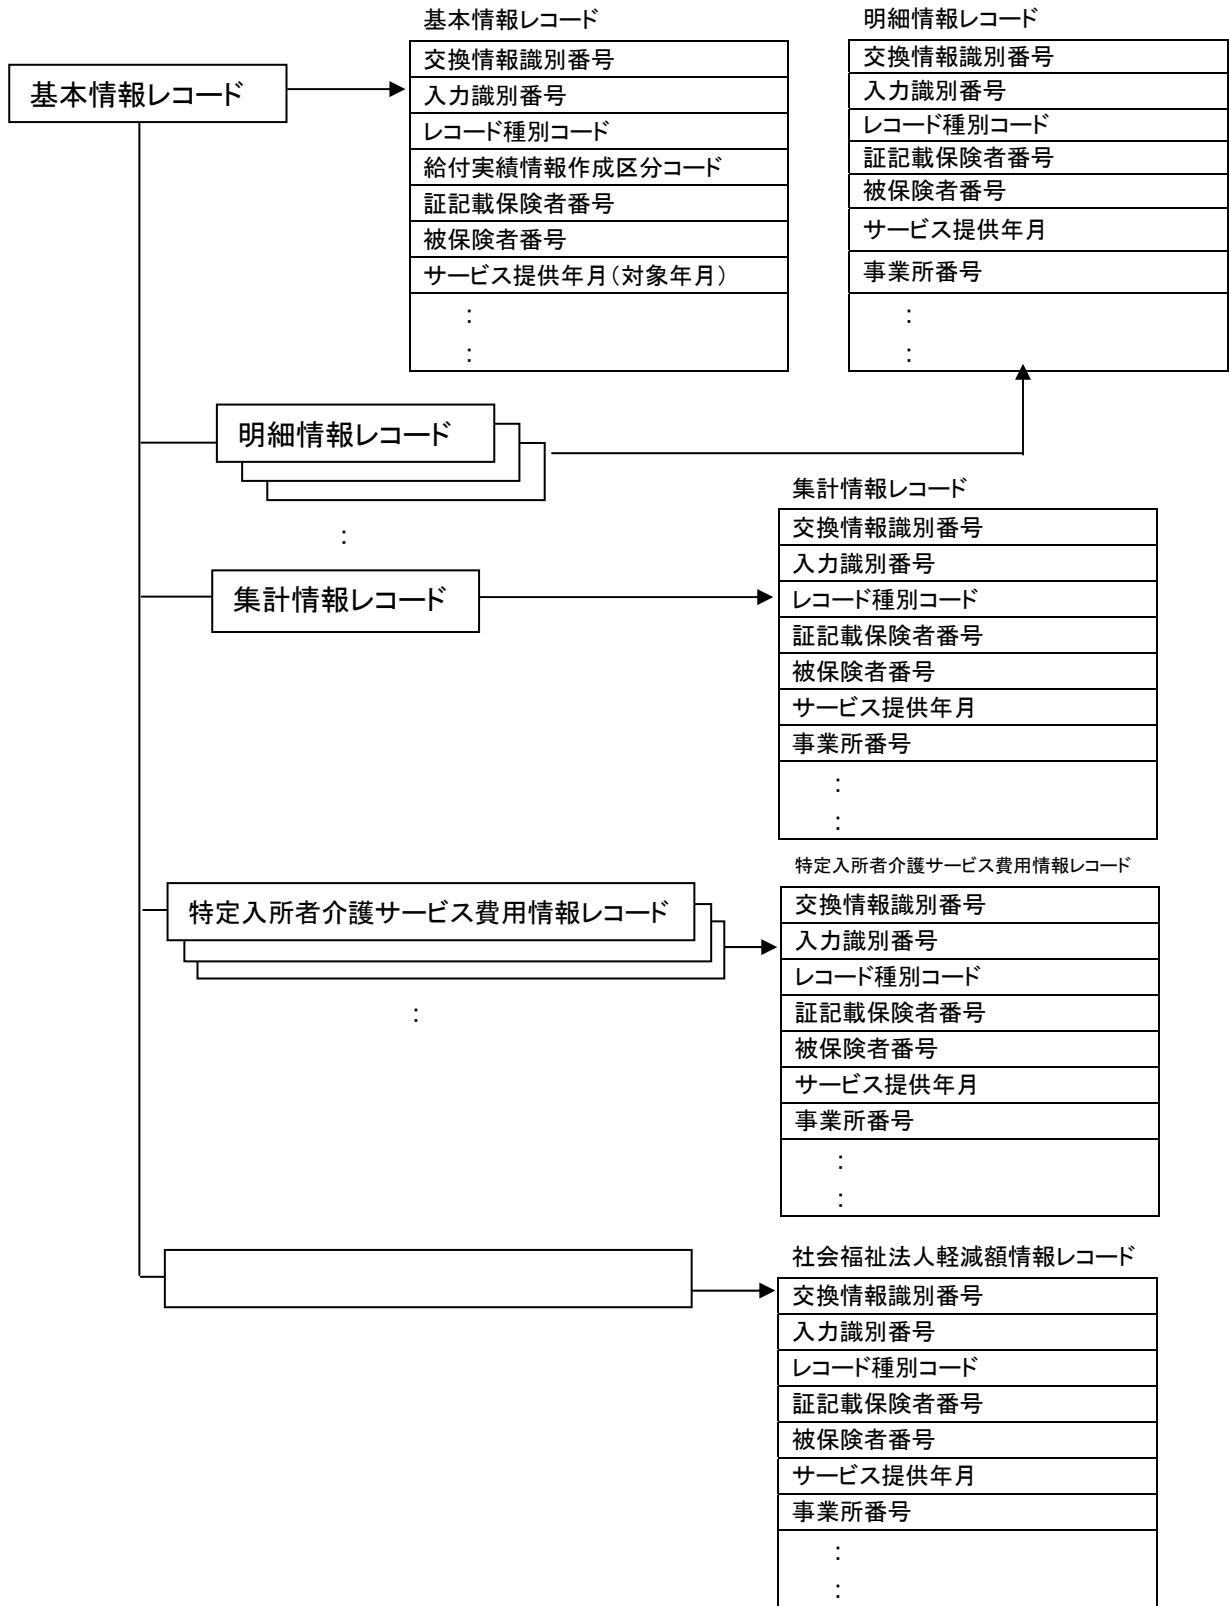 基本情報レコード
基本情報レコード
交換情報識別番号
入力識別番号
レコード種別コード
給付実績情報作成区分コード
証記載保険者番号
被保険者番号
サービス提供年月(対象年月)
:
:
明細情報レコード
交換情報識別番号
入力識別番号
レコード種別コード
証記載保険者番号
被保険者番号
サービス提供年月
事業所番号
:
:
明細情報レコード
:
集計情報レコード
集計情報レコード
交換情報識別番号
入力識別番号
レコード種別コード
証記載保険者番号
被保険者番号
サービス提供年月
事業所番号
:
:
特定入所者介護サービス費用情報レコード
:
特定入所者介護サービス費用情報レコード
交換情報識別番号
入力識別番号
レコード種別コード
証記載保険者番号
被保険者番号
サービス提供年月
事業所番号
:
:
社会福祉法人軽減額情報レコード
交換情報識別番号
入力識別番号
レコード種別コード
証記載保険者番号
被保険者番号
サービス提供年月
事業所番号
:
: